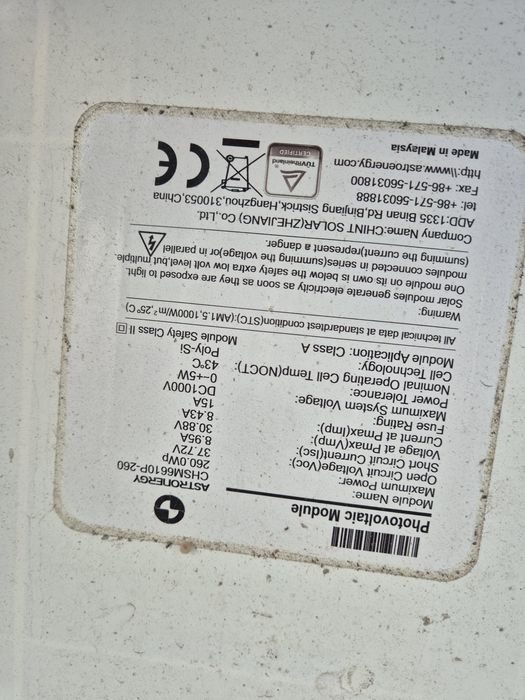 Photovoltaic Module
ASTRONERGY
Module Name: CHSM6610P-260
Maximum Power: 260.0Wp
Open Circuit Voltage(Voc): 37.72V
Short Circuit Current(Isc): 8.95A
Voltage at Pmax(Vmp): 30.88V
Current at Pmax(Imp): 8.43A
Fuse Rating: 15A
Maximum System Voltage: DC1000V
Power Tolerance: 0~+5W
Nominal Operating Cell Temp(NOCT): 43°C
Cell Technology: Poly-Si
Module Aplication: Class A Module Safety Class II
All technical data at standardtest condition(STC):(AM1.5,1000W/m²,25°C)
Warning:
Solar modules generate electricity as soon as they are exposed to light.
One module on its own is below the safety extra low volt level,but multiple
modules connected in series(summing the voltage)or in parallel
(summing the current)represent a danger.
Company Name:CHINT SOLAR(ZHEJIANG) Co.,Ltd.
ADD:1335 Binan Rd,Binjiang,Sistrick,Hangzhou,310053,China
tel: +86-571-56031888
Fax: +86-571-56031800
http://www.astroenergy.com
Made in Malaysia
TÜVRheinland
CERTIFIED
CE